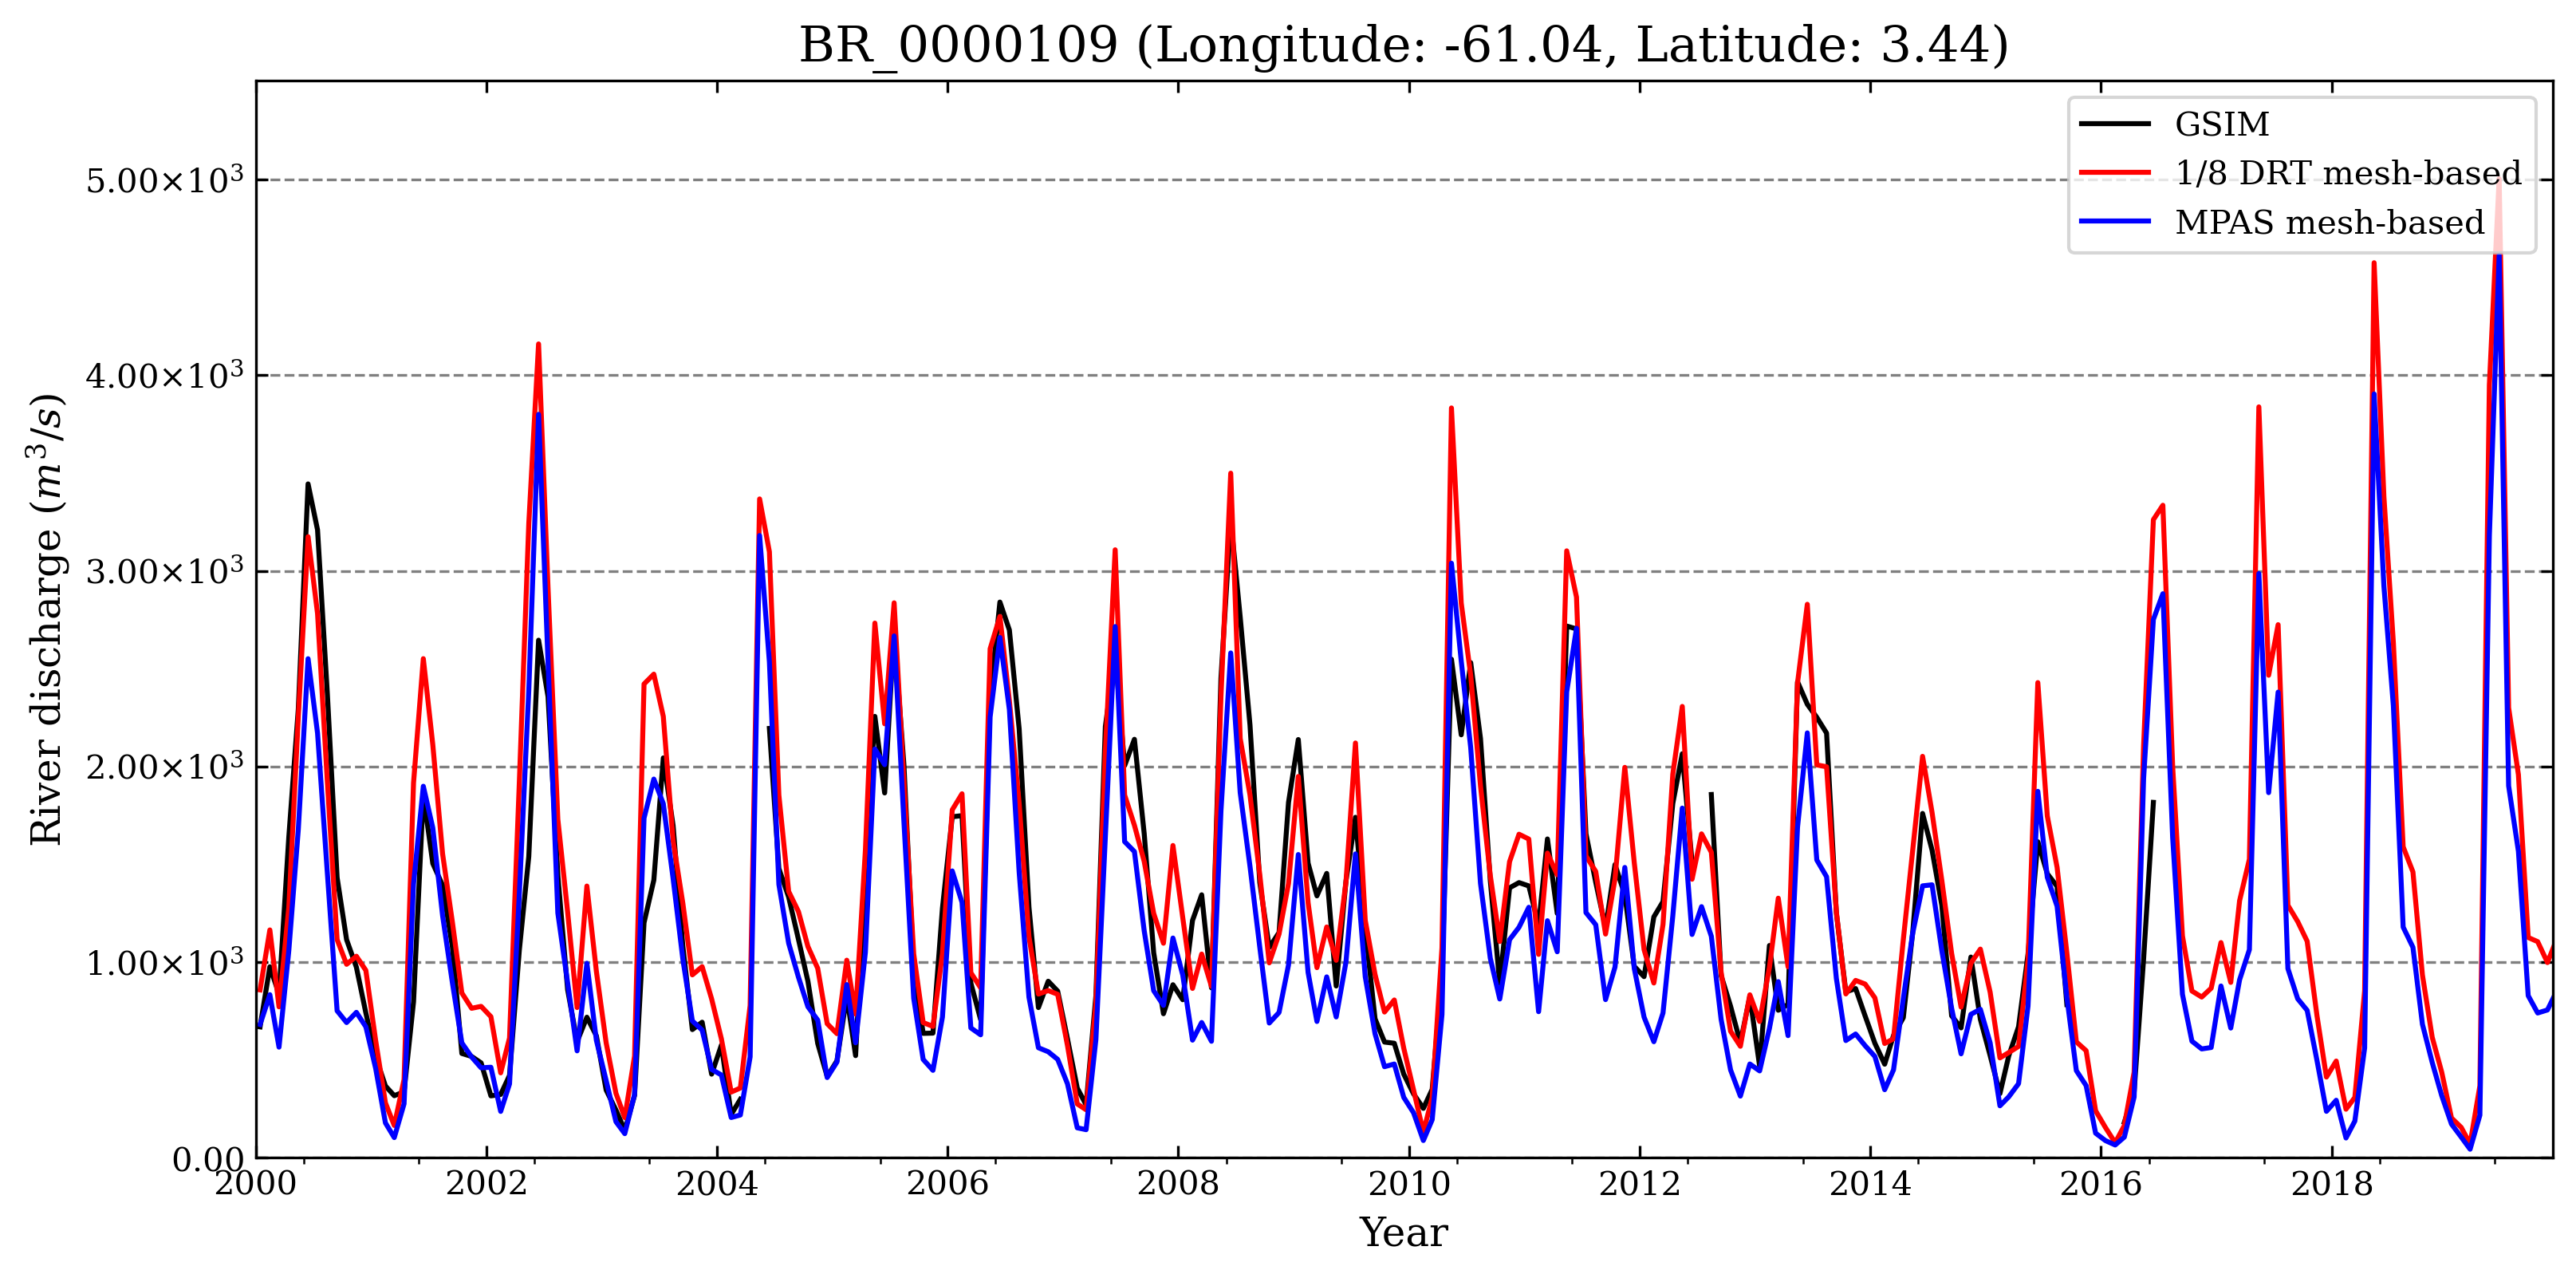 BR_0000109 (Longitude: -61.04, Latitude: 3.44)
GSIM
1/8 DRT mesh-based
MPAS mesh-based
River discharge (m³/s)
5.00×10³
4.00×10³
3.00×10³
2.00×10³
1.00×10³
0.00
2000 2002 2004 2006 2008 2010 2012 2014 2016 2018
Year